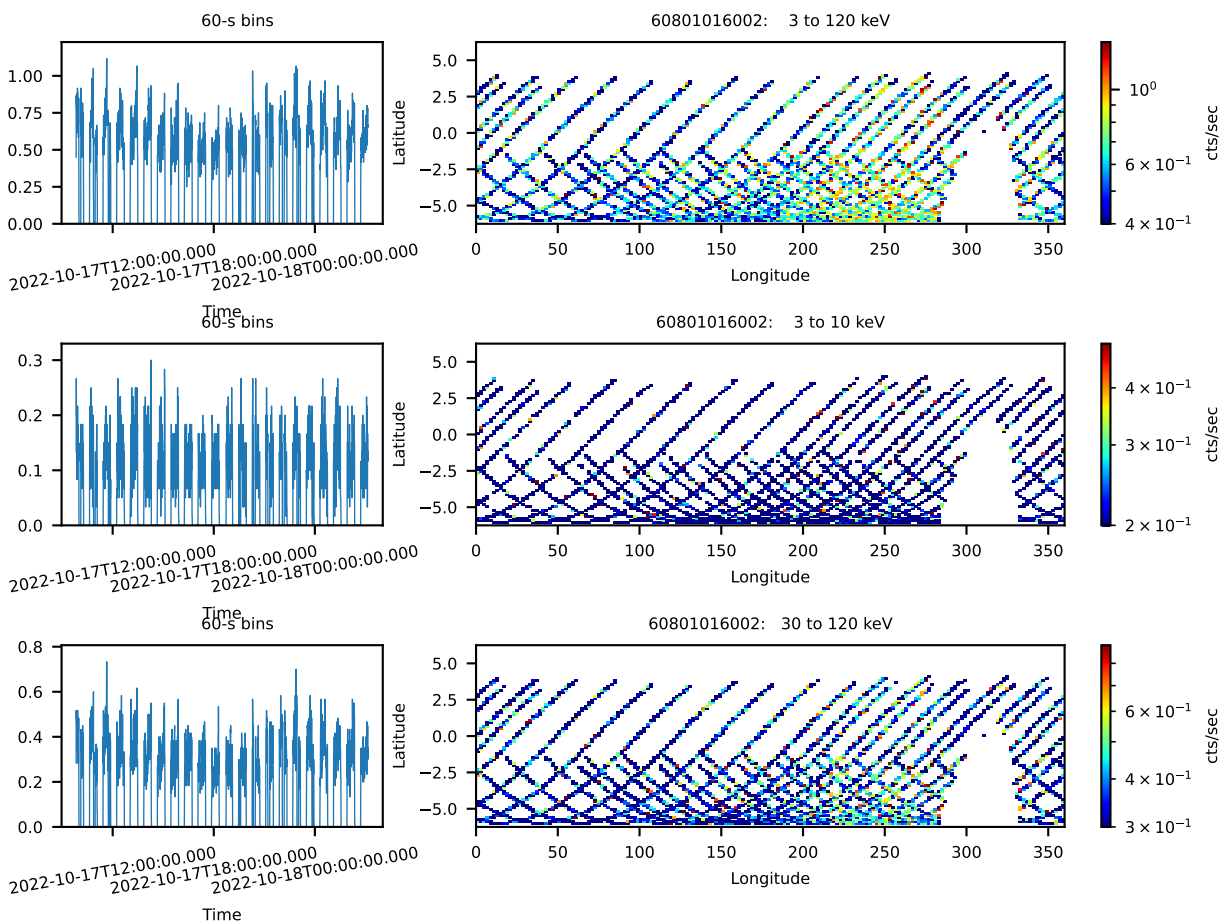 60-s bins
60801016002:    3 to 120 keV
1.00
0.75
0.50
0.25
0.00
2022-10-17T12:00:00.000
2022-10-17T18:00:00.000
2022-10-18T00:00:00.000
Time
Latitude
5.0
2.5
0.0
−2.5
−5.0
0 50 100 150 200 250 300 350
Longitude
10⁰
6 × 10⁻¹
4 × 10⁻¹
cts/sec
60-s bins
60801016002:    3 to 10 keV
0.3
0.2
0.1
0.0
2022-10-17T12:00:00.000
2022-10-17T18:00:00.000
2022-10-18T00:00:00.000
Time
Latitude
5.0
2.5
0.0
−2.5
−5.0
0 50 100 150 200 250 300 350
Longitude
4 × 10⁻¹
3 × 10⁻¹
2 × 10⁻¹
cts/sec
60-s bins
60801016002:   30 to 120 keV
0.8
0.6
0.4
0.2
0.0
2022-10-17T12:00:00.000
2022-10-17T18:00:00.000
2022-10-18T00:00:00.000
Time
Latitude
5.0
2.5
0.0
−2.5
−5.0
0 50 100 150 200 250 300 350
Longitude
6 × 10⁻¹
4 × 10⁻¹
3 × 10⁻¹
cts/sec